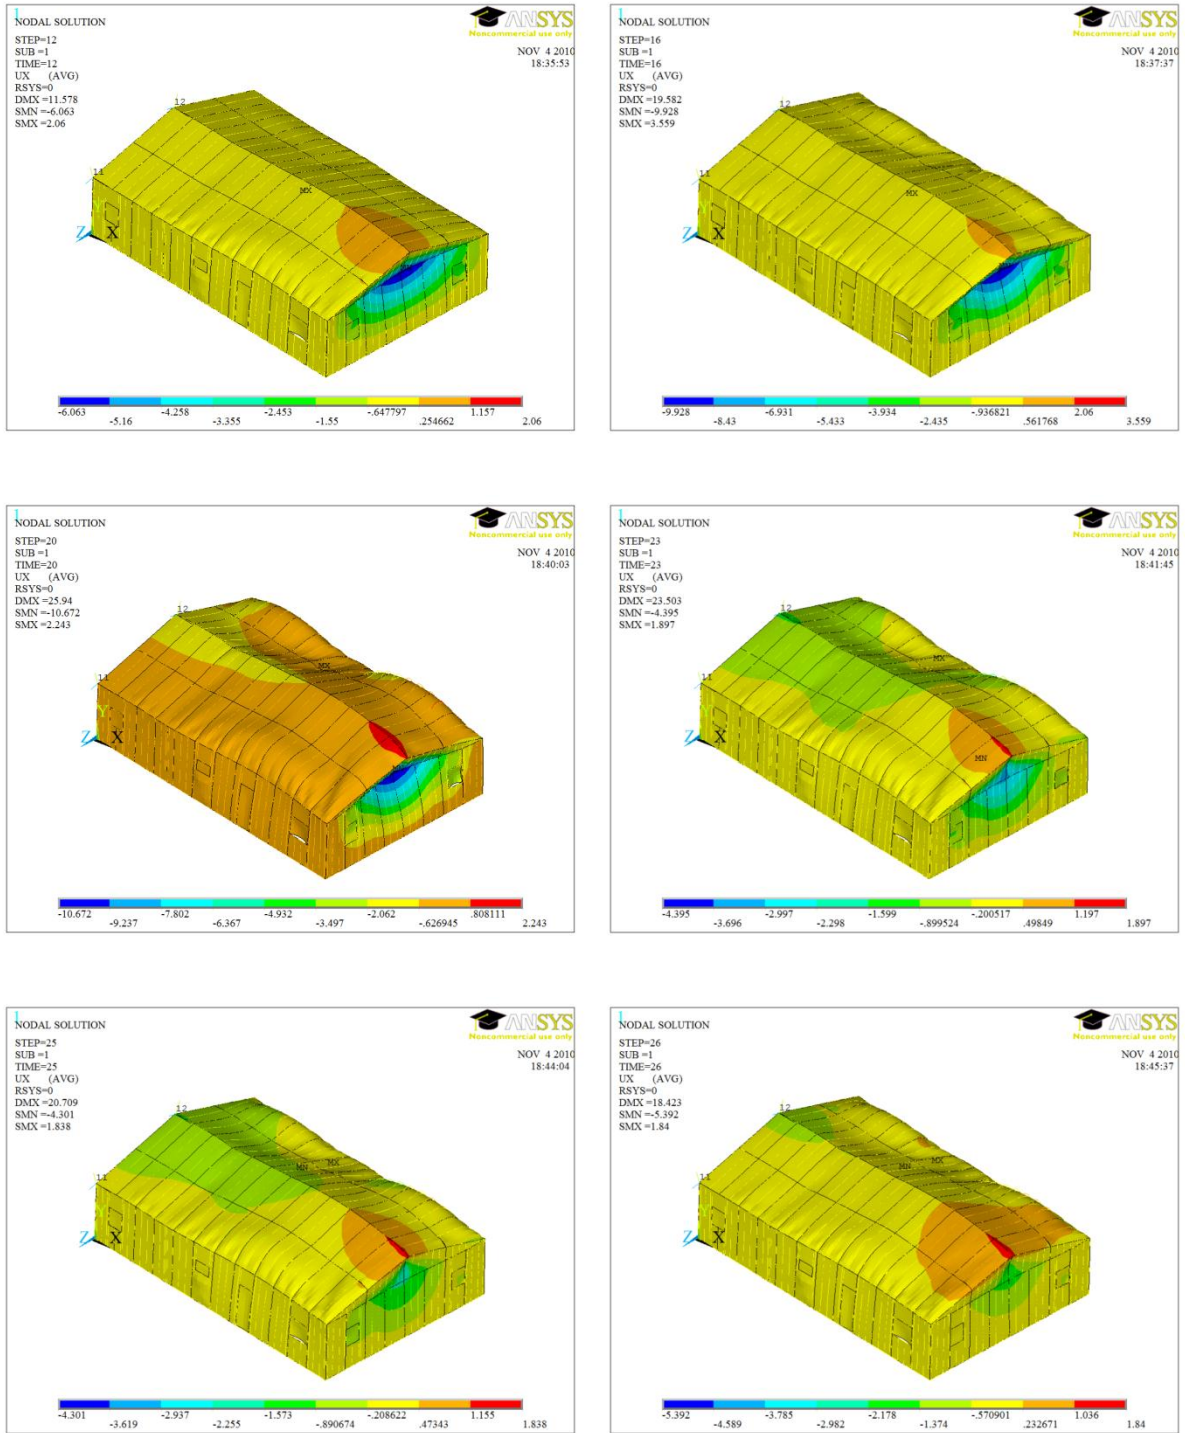 1
NODAL SOLUTION
STEP=12
SUB =1
TIME=12
UX (AVG)
RSYS=0
DMX =11.578
SMN =-6.063
SMX =2.06
ANSYS
Noncommercial use only
NOV 4 2010
18:35:53
12
11
MX
Y
Z X
-6.063 -4.258 -2.453 -.647797 1.157
-5.16 -3.355 -1.55 .254662 2.06
1
NODAL SOLUTION
STEP=16
SUB =1
TIME=16
UX (AVG)
RSYS=0
DMX =19.582
SMN =-9.928
SMX =3.559
ANSYS
Noncommercial use only
NOV 4 2010
18:37:37
12
11
MX
Y
Z X
-9.928 -6.931 -3.934 -.936821 2.06
-8.43 -5.433 -2.435 .561768 3.559
1
NODAL SOLUTION
STEP=20
SUB =1
TIME=20
UX (AVG)
RSYS=0
DMX =25.94
SMN =-10.672
SMX =2.243
ANSYS
Noncommercial use only
NOV 4 2010
18:40:03
12
11
MX
Y
Z X
-10.672 -7.802 -4.932 -2.062 .808111
-9.237 -6.367 -3.497 -.626945 2.243
1
NODAL SOLUTION
STEP=23
SUB =1
TIME=23
UX (AVG)
RSYS=0
DMX =23.503
SMN =-4.395
SMX =1.897
ANSYS
Noncommercial use only
NOV 4 2010
18:41:45
12
11
MX
MN
Y
Z X
-4.395 -2.997 -1.599 -.200517 1.197
-3.696 -2.298 -.899524 .49849 1.897
1
NODAL SOLUTION
STEP=25
SUB =1
TIME=25
UX (AVG)
RSYS=0
DMX =20.709
SMN =-4.301
SMX =1.838
ANSYS
Noncommercial use only
NOV 4 2010
18:44:04
12
11
MN MX
Y
Z X
-4.301 -2.937 -1.573 -.208622 1.155
-3.619 -2.255 -.890674 .47343 1.838
1
NODAL SOLUTION
STEP=26
SUB =1
TIME=26
UX (AVG)
RSYS=0
DMX =18.423
SMN =-5.392
SMX =1.84
ANSYS
Noncommercial use only
NOV 4 2010
18:45:37
12
11
MN MX
Y
Z X
-5.392 -3.785 -2.178 -.570901 1.036
-4.589 -2.982 -1.374 .232671 1.84